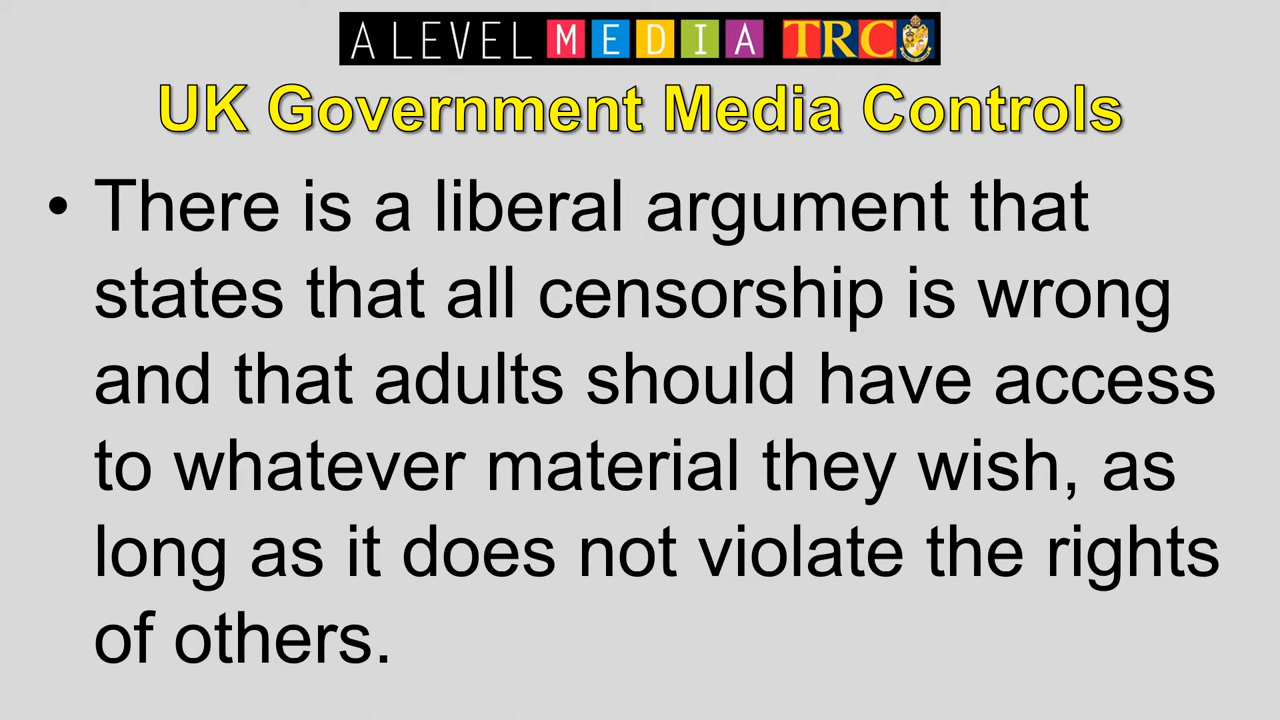 A LEVEL MEDIA TRC
UK Government Media Controls
• There is a liberal argument that
states that all censorship is wrong
and that adults should have access
to whatever material they wish, as
long as it does not violate the rights
of others.